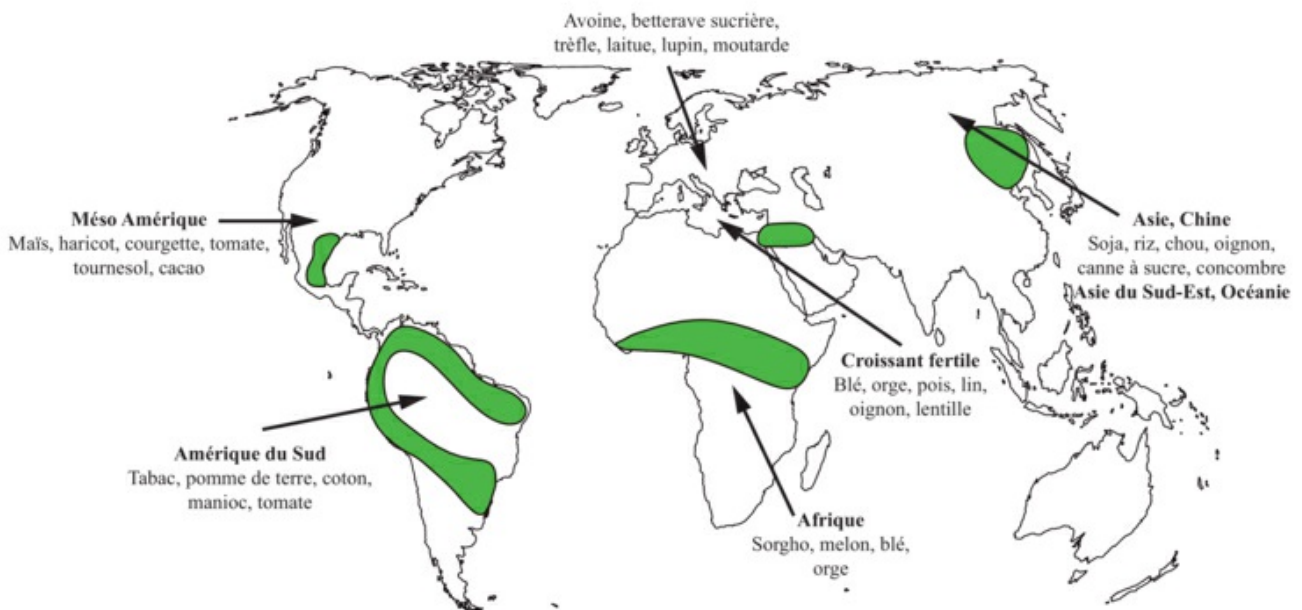 Avoine, betterave sucrière,
trèfle, laitue, lupin, moutarde
Méso Amérique
Maïs, haricot, courgette, tomate,
tournesol, cacao
Asie, Chine
Soja, riz, chou, oignon,
canne à sucre, concombre
Asie du Sud-Est, Océanie
Croissant fertile
Blé, orge, pois, lin,
oignon, lentille
Amérique du Sud
Tabac, pomme de terre, coton,
manioc, tomate
Afrique
Sorgho, melon, blé,
orge